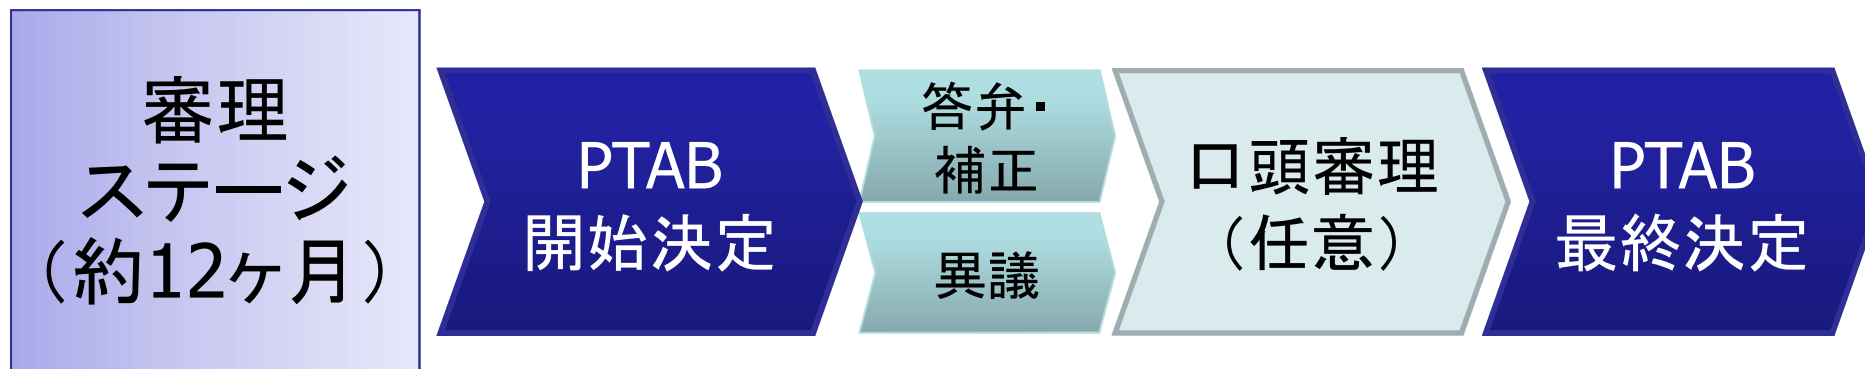 審理
ステージ
（約12ヶ月）
PTAB
開始決定
答弁・
補正
異議
口頭審理
（任意）
PTAB
最終決定